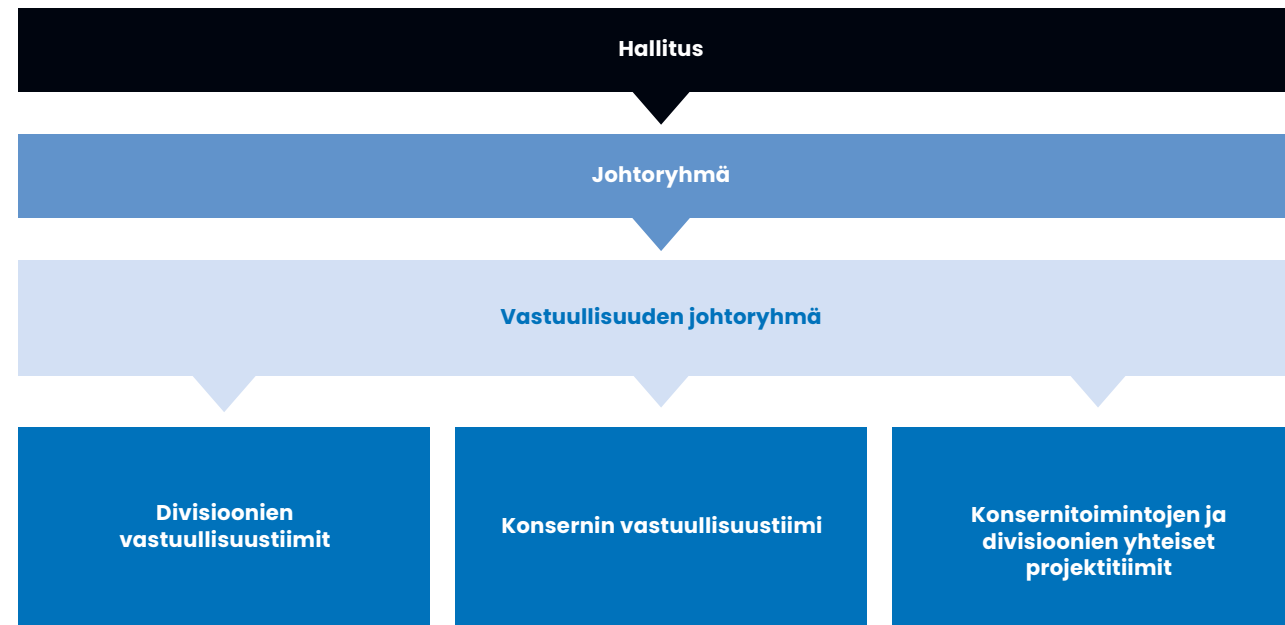 Hallitus
Johtoryhmä
Vastuullisuuden johtoryhmä
Divisioonien
vastuullisuustiimit
Konsernin vastuullisuustiimi
Konsernitoimintojen ja
divisioonien yhteiset
projektitiimit